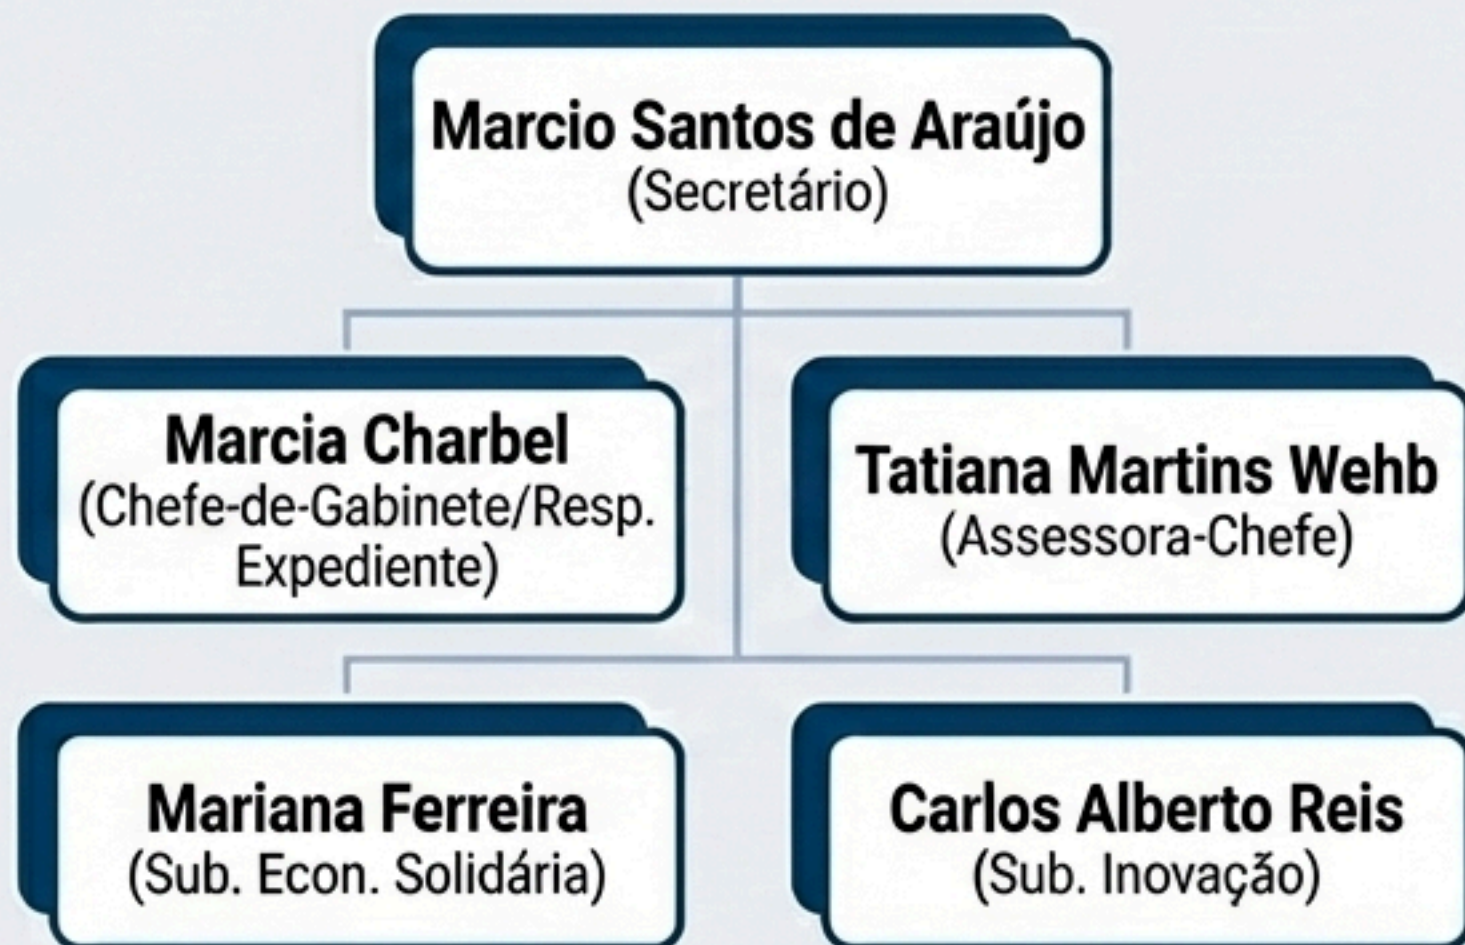 Marcio Santos de Araújo
(Secretário)
Marcia Charbel
(Chefe-de-Gabinete/Resp.
Expediente)
Tatiana Martins Wehb
(Assessora-Chefe)
Mariana Ferreira
(Sub. Econ. Solidária)
Carlos Alberto Reis
(Sub. Inovação)